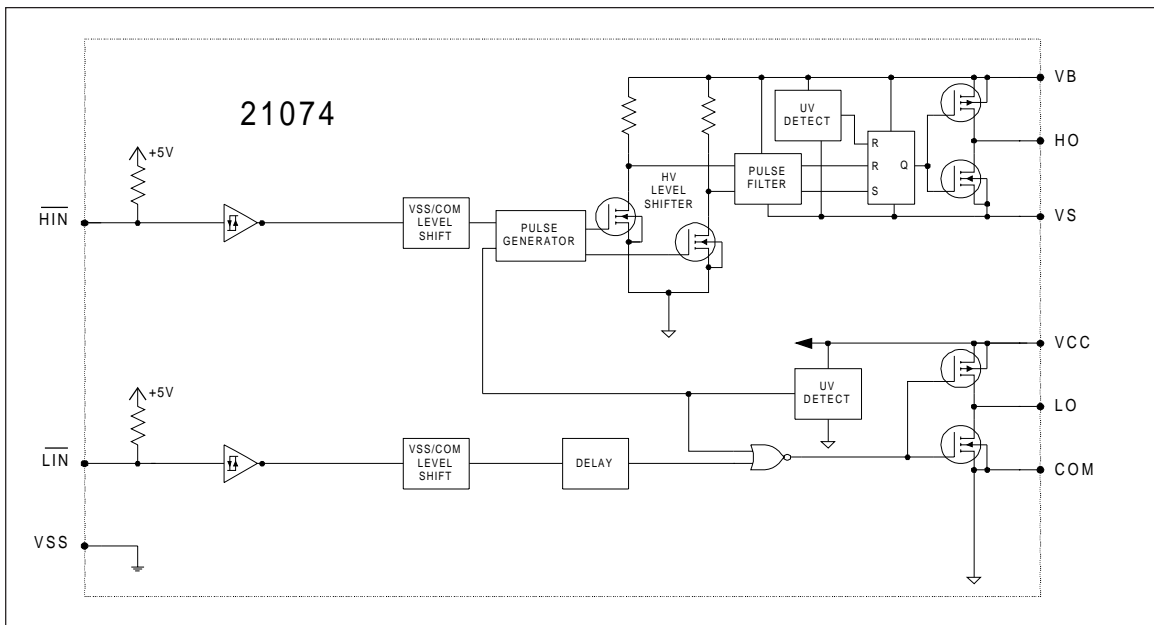 21074
VB
UV
DETECT
HO
+5V
R
R
Q
S
PULSE
FILTER
HV
LEVEL
SHIFTER
HIN
VSS/COM
LEVEL
SHIFT
PULSE
GENERATOR
VS
VCC
UV
DETECT
+5V
LO
LIN
VSS/COM
LEVEL
SHIFT
DELAY
COM
VSS